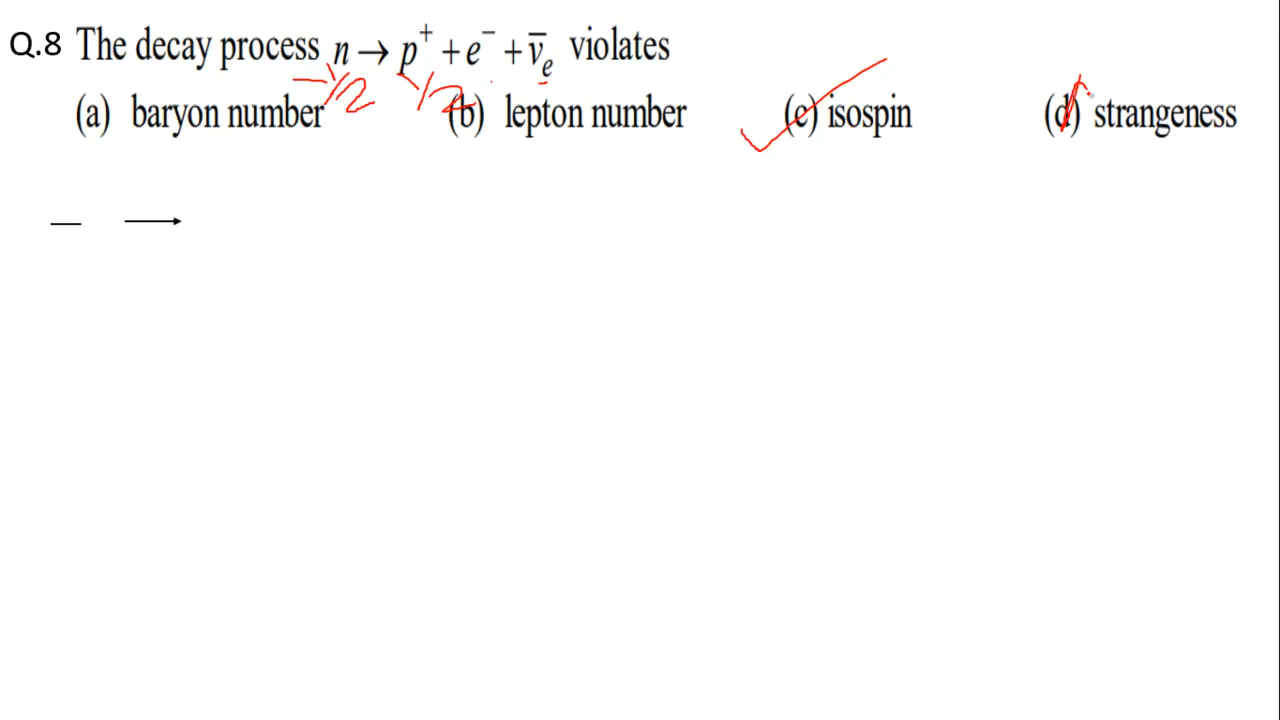 Q.8 The decay process n → p⁺ + e⁻ + ν̄ₑ violates
-1/2 1/2
(a) baryon number (b) lepton number (c) isospin (d) strangeness